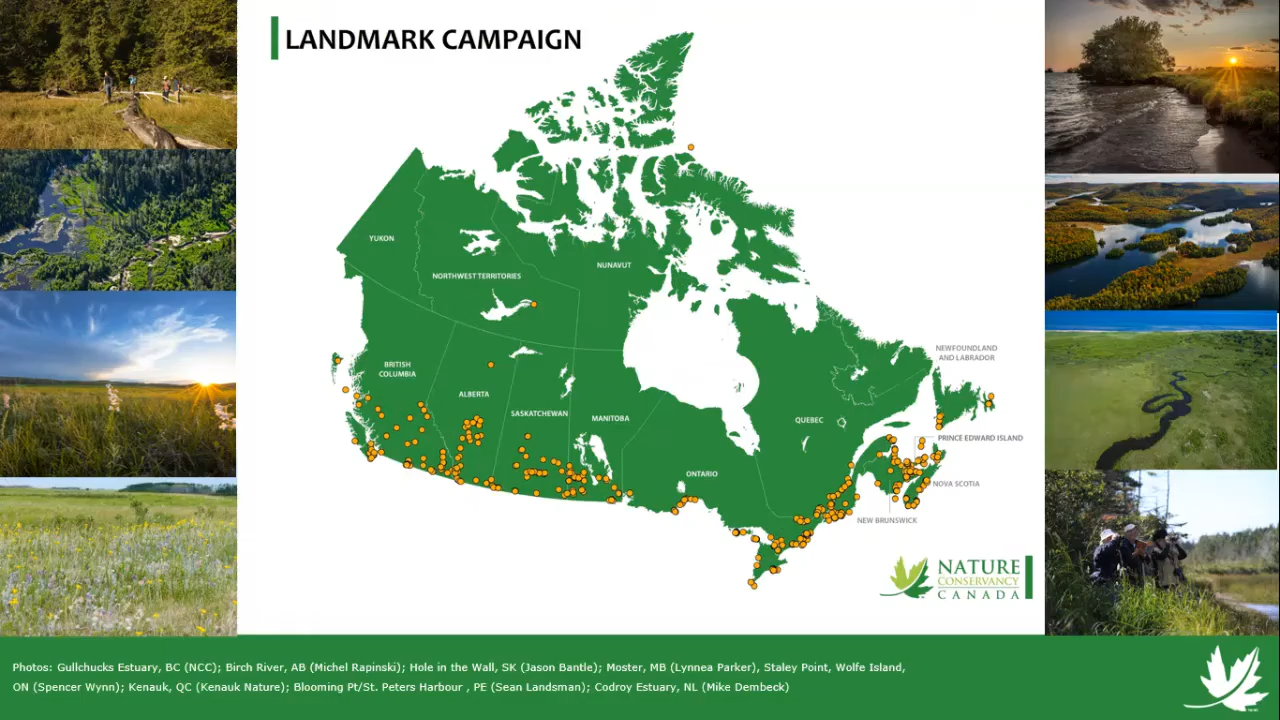 LANDMARK CAMPAIGN
YUKON
NORTHWEST TERRITORIES
NUNAVUT
BRITISH
COLUMBIA
ALBERTA
SASKATCHEWAN
MANITOBA
ONTARIO
QUEBEC
NEWFOUNDLAND
AND LABRADOR
PRINCE EDWARD ISLAND
NOVA SCOTIA
NEW BRUNSWICK
NATURE
CONSERVANCY
CANADA
Photos: Gullchucks Estuary, BC (NCC); Birch River, AB (Michel Rapinski); Hole in the Wall, SK (Jason Bantle); Moster, MB (Lynnea Parker), Staley Point, Wolfe Island,
ON (Spencer Wynn); Kenauk, QC (Kenauk Nature); Blooming Pt/St. Peters Harbour , PE (Sean Landsman); Codroy Estuary, NL (Mike Dembeck)